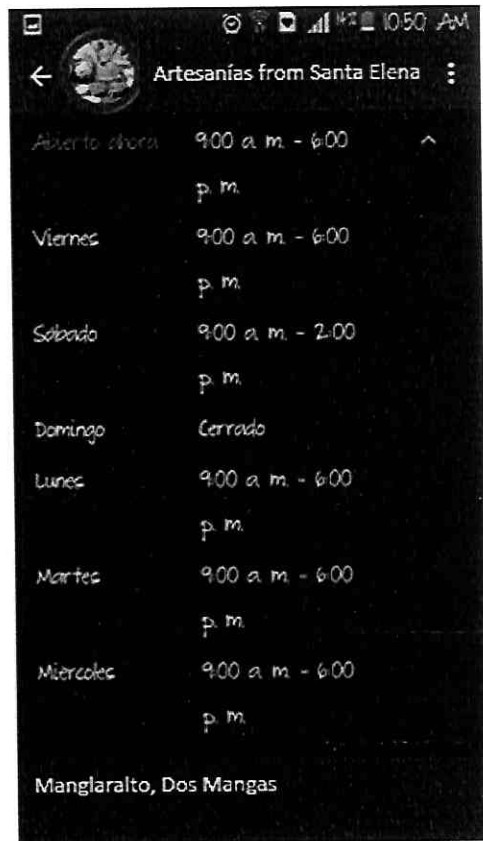 14% 10:50 AM
Artesanías from Santa Elena
Abierto ahora 9:00 a. m. - 6:00
p. m.
Viernes 9:00 a. m. - 6:00
p. m.
Sábado 9:00 a. m. - 2:00
p. m.
Domingo Cerrado
Lunes 9:00 a. m. - 6:00
p. m.
Martes 9:00 a. m. - 6:00
p. m.
Miércoles 9:00 a. m. - 6:00
p. m.
Manglaralto, Dos Mangas